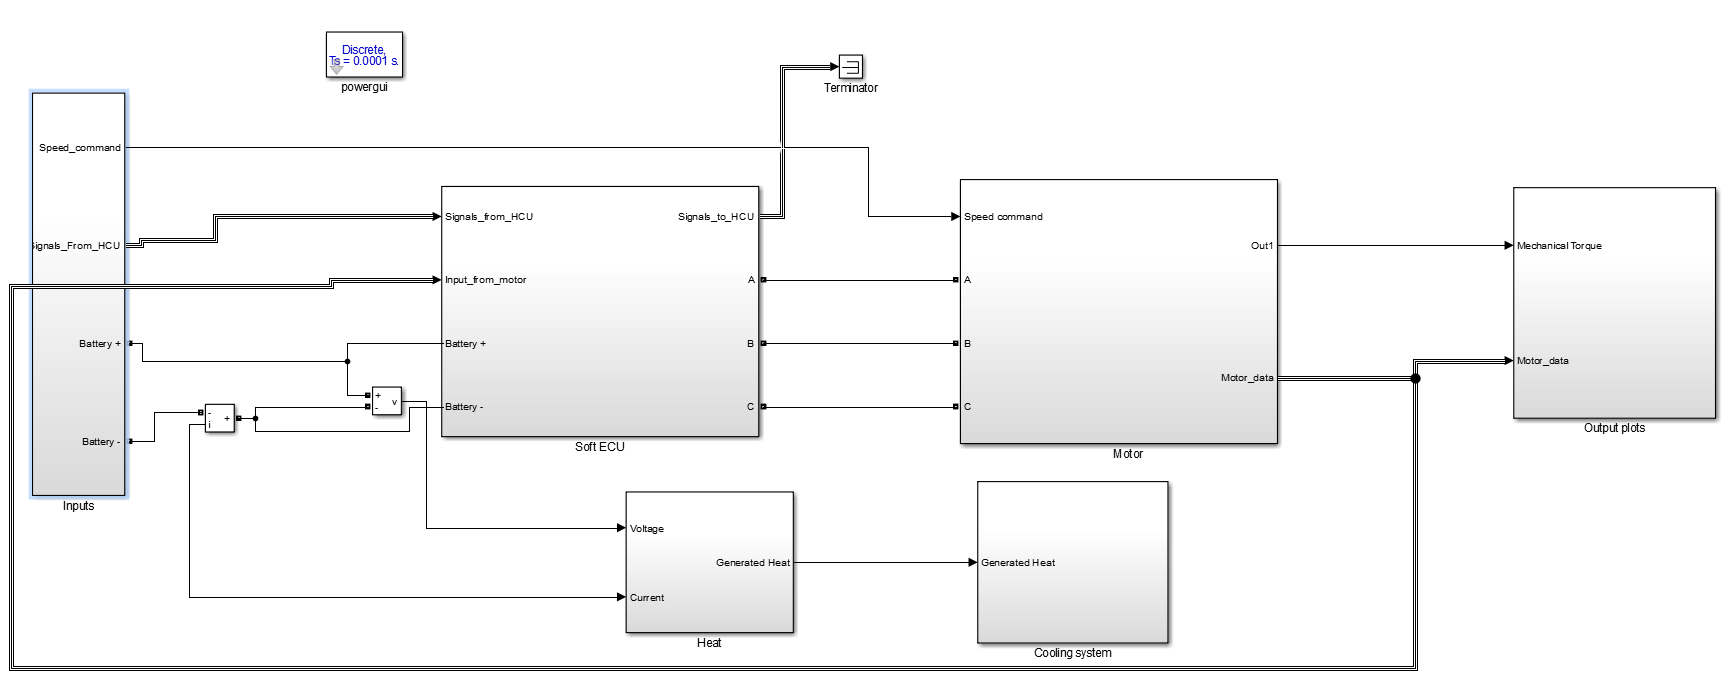 Discrete,
Ts = 0.0001 s.
powergui
Terminator
Speed_command
Signals_From_HCU
Battery +
Battery -
Inputs
- + i
+ - v
Signals_from_HCU
Signals_to_HCU
Input_from_motor
A
Battery +
B
Battery -
C
Soft ECU
Speed command
Out1
A
B
Motor_data
C
Motor
Mechanical Torque
Motor_data
Output plots
Voltage
Generated Heat
Current
Heat
Generated Heat
Cooling system